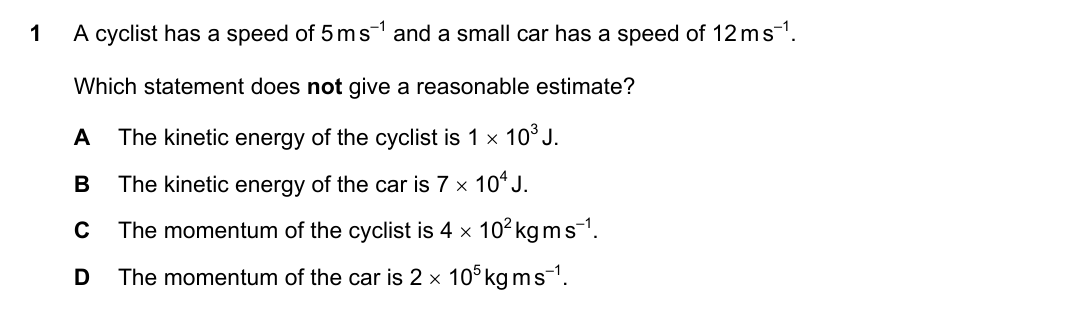 1 A cyclist has a speed of 5 m s⁻¹ and a small car has a speed of 12 m s⁻¹.
Which statement does not give a reasonable estimate?
A The kinetic energy of the cyclist is 1 × 10³ J.
B The kinetic energy of the car is 7 × 10⁴ J.
C The momentum of the cyclist is 4 × 10² kg m s⁻¹.
D The momentum of the car is 2 × 10⁵ kg m s⁻¹.